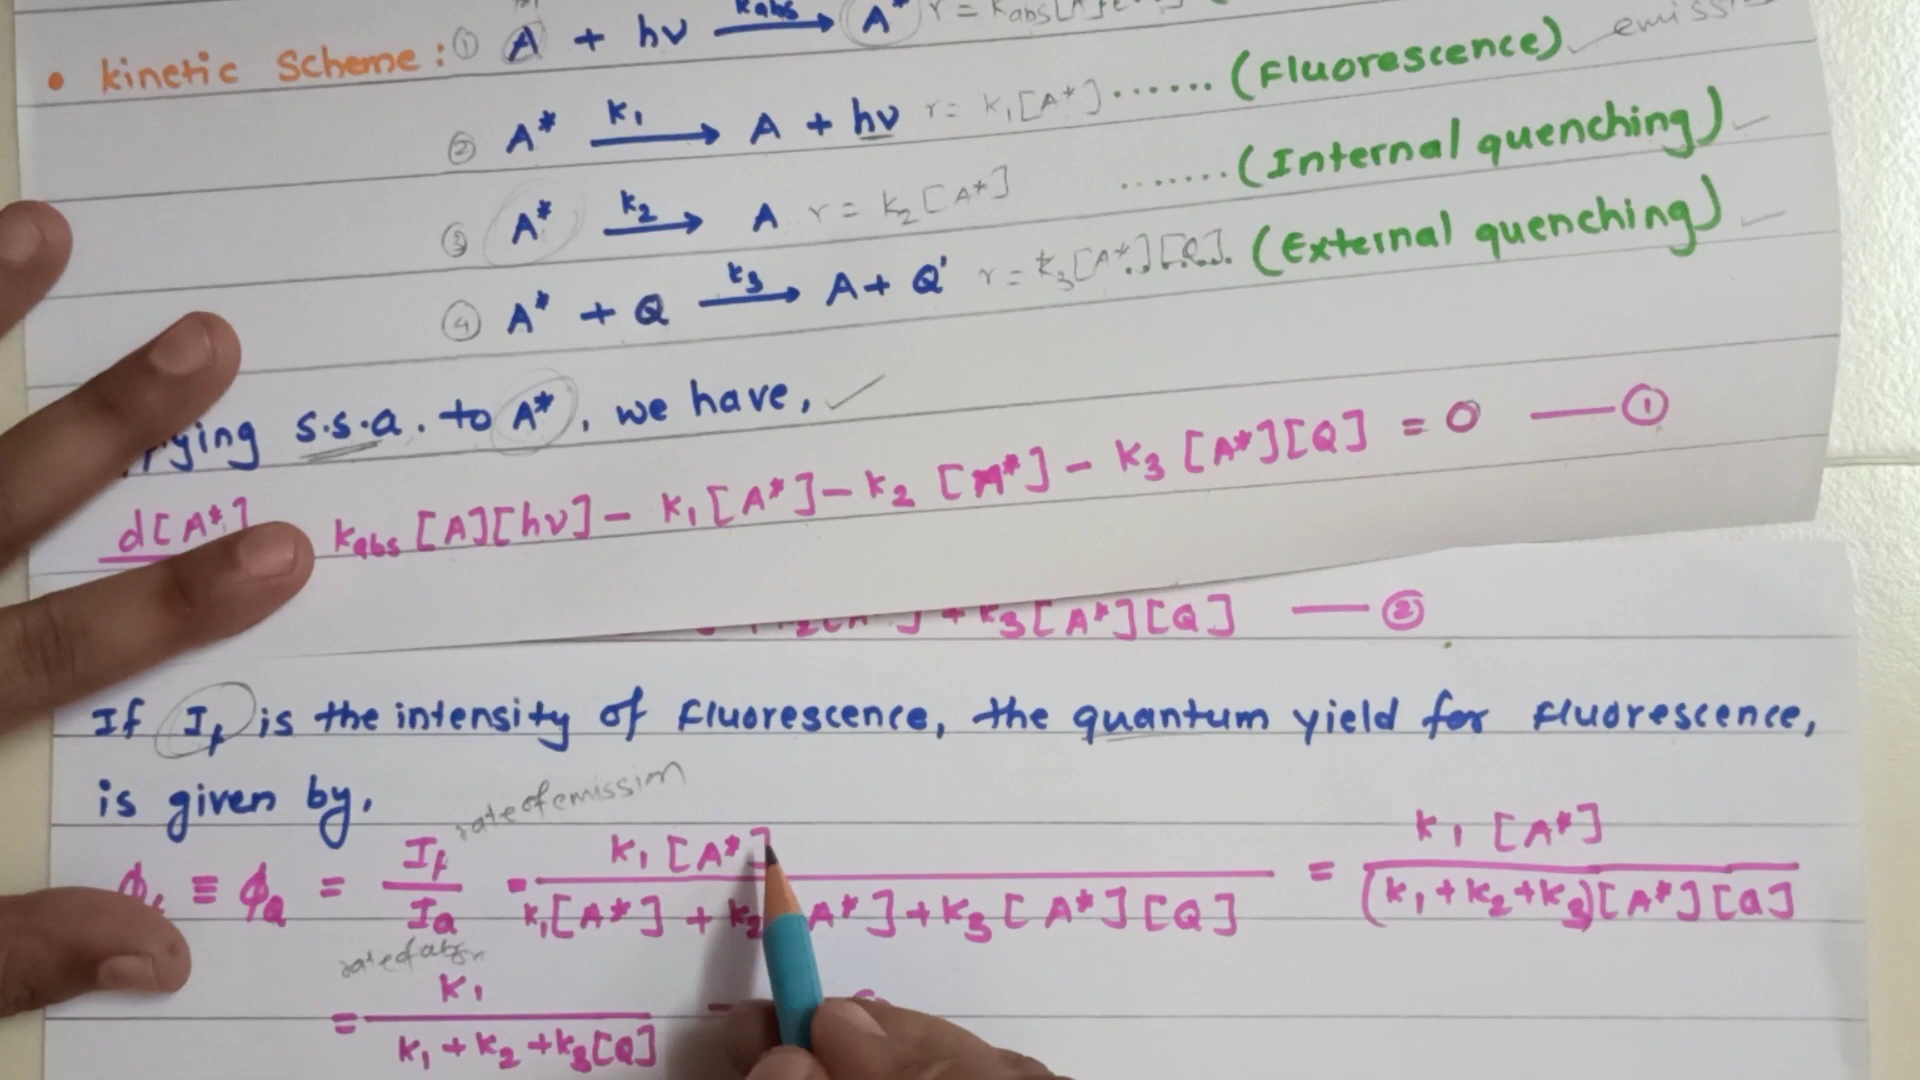 • kinetic Scheme: ① A + hν —kabs→ A* r = kabs[A]
② A* —k₁→ A + hν r = k₁[A*] ...... (Fluorescence) ✓
③ A* —k₂→ A r = k₂[A*] ....... (Internal quenching) ✓
④ A* + Q —k₃→ A + Q' r = k₃[A*][Q] (External quenching) ✓
s.s.a. to A*, we have, ✓
d[A*] kabs [A][hν] - k₁[A*] - k₂ [A*] - k₃ [A*][Q] = 0 — ①
+ k₃[A*][Q] — ②
If If is the intensity of fluorescence, the quantum yield for fluorescence,
is given by,
rate of emission
≡ ϕa = If/Ia = k₁[A*] / k₁[A*] + k₂ A*] + k₃[A*][Q] = k₁[A*] / (k₁+k₂+k₃)[A*][Q]
rate of absn
= k₁ / k₁+k₂+k₃[Q]